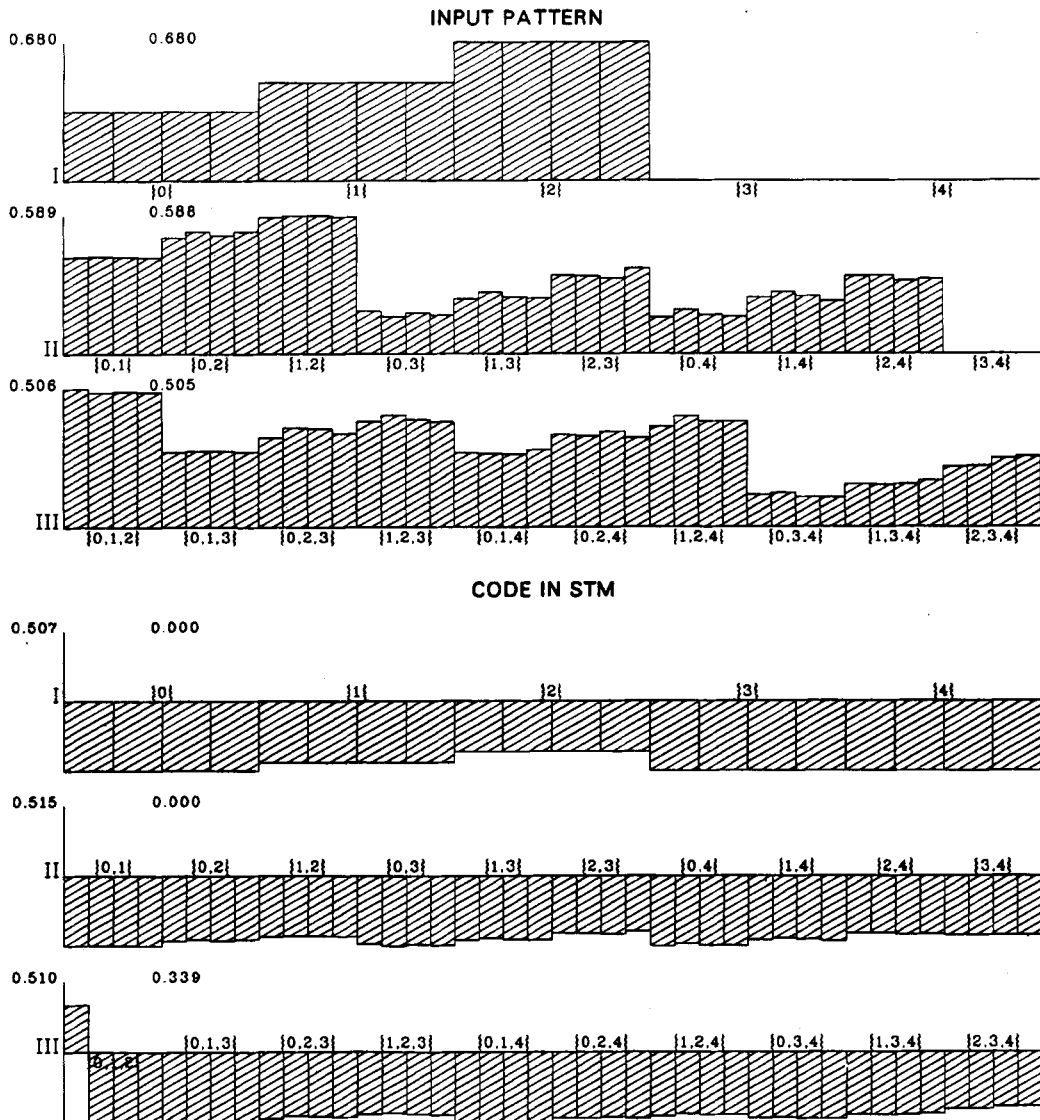 INPUT PATTERN
0.680 0.680
I
}0{ }1{ }2{ }3{ }4{
0.589 0.588
II
}0,1{ }0,2{ }1,2{ }0,3{ }1,3{ }2,3{ }0,4{ }1,4{ }2,4{ }3,4{
0.506 0.505
III
}0,1,2{ }0,1,3{ }0,2,3{ }1,2,3{ }0,1,4{ }0,2,4{ }1,2,4{ }0,3,4{ }1,3,4{ }2,3,4{
CODE IN STM
0.507 0.000
I }0{ }1{ }2{ }3{ }4{
0.515 0.000
II }0,1{ }0,2{ }1,2{ }0,3{ }1,3{ }2,3{ }0,4{ }1,4{ }2,4{ }3,4{
0.510 0.339
III }0,1,2{ }0,1,3{ }0,2,3{ }1,2,3{ }0,1,4{ }0,2,4{ }1,2,4{ }0,3,4{ }1,3,4{ }2,3,4{